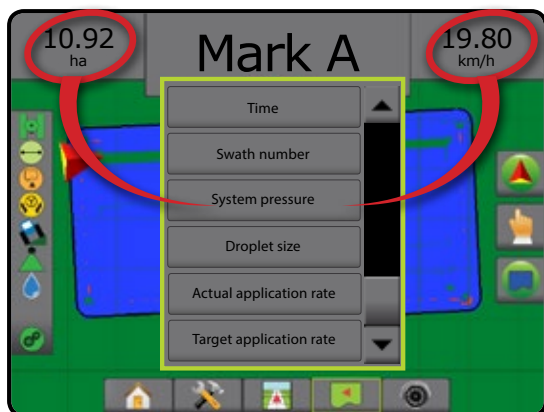 10.92
ha
Mark A
19.80
km/h
Time
Swath number
System pressure
Droplet size
Actual application rate
Target application rate